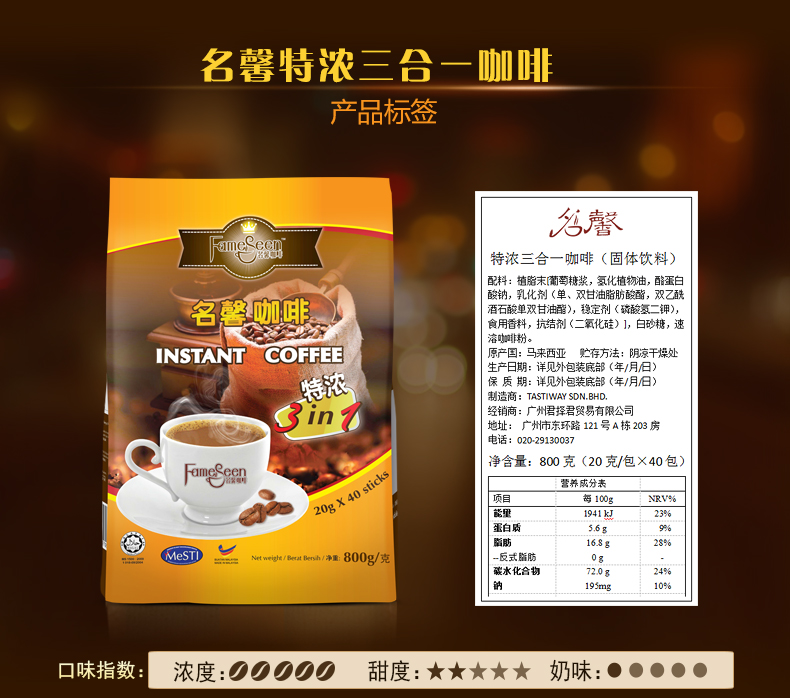 名馨特浓三合一咖啡
产品标签
FameSeen™
名馨咖啡
名馨咖啡
INSTANT COFFEE
特浓
3 in 1
FameSeen
名馨咖啡
20g X 40 sticks
MeSTI
Net weight / Berat Bersih / 净重: 800g/克
名馨
特浓三合一咖啡（固体饮料）
配料：植脂末[葡萄糖浆，氢化植物油，酪蛋白
酸钠，乳化剂（单、双甘油脂肪酸酯，双乙酰
酒石酸单双甘油酯），稳定剂（磷酸氢二钾），
食用香料，抗结剂（二氧化硅）]，白砂糖，速
溶咖啡粉。
原产国：马来西亚 贮存方法：阴凉干燥处
生产日期：详见外包装底部（年/月/日）
保 质 期：详见外包装底部（年/月/日）
制造商：TASTIWAY SDN.BHD.
经销商：广州君择君贸易有限公司
地址： 广州市东环路 121 号 A 栋 203 房
电话：020-29130037
净含量：800 克（20 克/包×40 包）
营养成分表
项目 每 100g NRV%
能量 1941 kJ 23%
蛋白质 5.6 g 9%
脂肪 16.8 g 28%
--反式脂肪 0 g -
碳水化合物 72.0 g 24%
钠 195mg 10%
口味指数: 浓度: 甜度: 奶味: